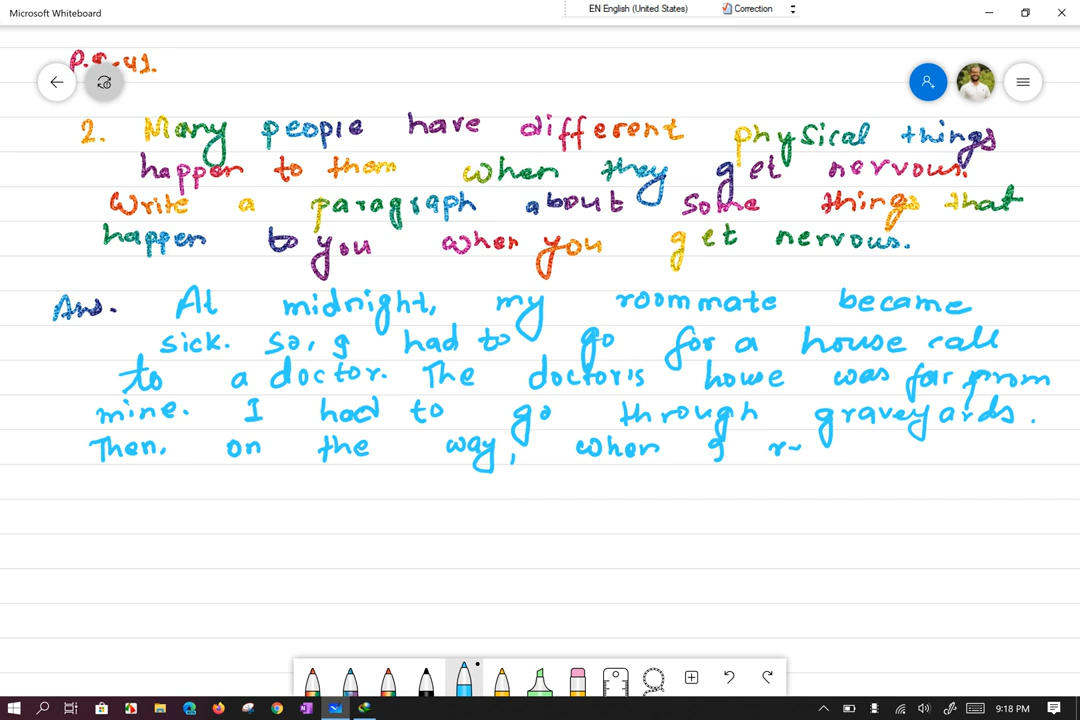 Microsoft Whiteboard
EN English (United States) Correction
P.g-41.
2. Many people have different physical things
happen to them when they get nervous.
Write a paragraph about some things that
happen to you when you get nervous.
Ans. At midnight, my roommate became
sick. So, I had to go for a house call
to a doctor. The doctor's house was far from
mine. I had to go through graveyards.
Then, on the way, when I
9:18 PM